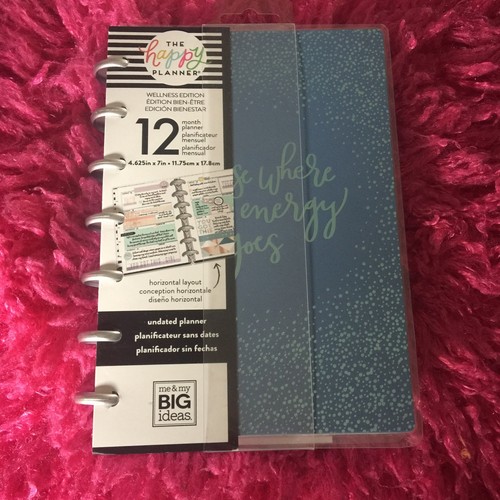 THE
happy
PLANNER®
WELLNESS EDITION
ÉDITION BIEN-ÊTRE
EDICIÓN BIENESTAR
12 month
planner
planificateur
mensuel
planificador
mensual
4.625in x 7in • 11.75cm x 17.8cm
where
energy
goes
horizontal layout
conception horizontale
diseño horizontal
undated planner
planificateur sans dates
planificador sin fechas
me & my
BIG
ideas®